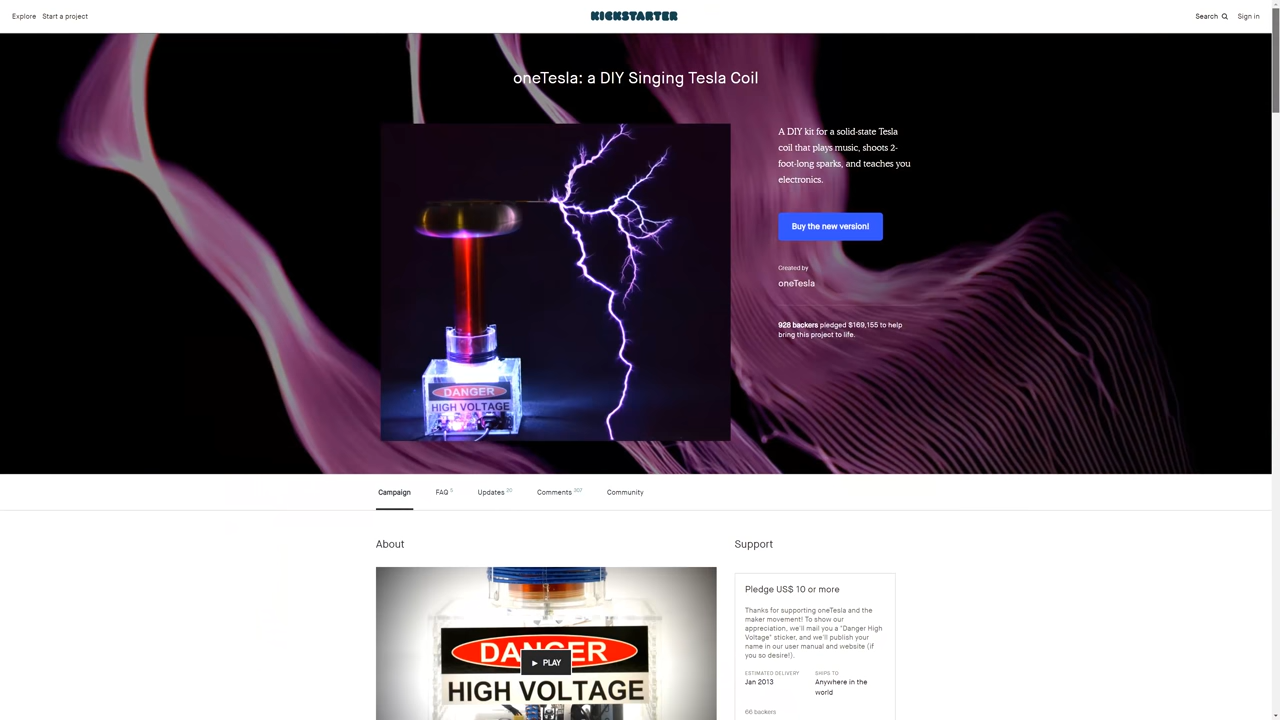 Explore Start a project KICKSTARTER Search Sign in
oneTesla: a DIY Singing Tesla Coil
A DIY kit for a solid-state Tesla
coil that plays music, shoots 2-
foot-long sparks, and teaches you
electronics.
Buy the new version!
Created by
oneTesla
928 backers pledged $169,155 to help
bring this project to life.
DANGER
HIGH VOLTAGE
Campaign FAQ 5 Updates 20 Comments 307 Community
About
Support
DANGER
▶ PLAY
HIGH VOLTAGE
Pledge US$ 10 or more
Thanks for supporting oneTesla and the
maker movement! To show our
appreciation, we'll mail you a "Danger High
Voltage" sticker, and we'll publish your
name in our user manual and website (if
you so desire!).
ESTIMATED DELIVERY SHIPS TO
Jan 2013 Anywhere in the
world
66 backers